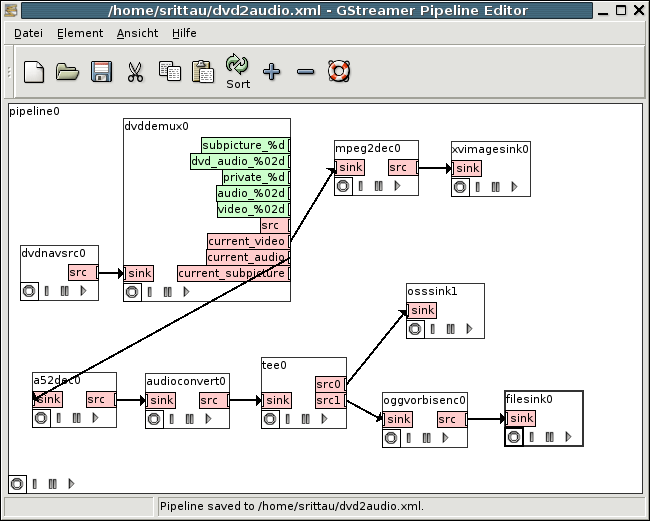 /home/srittau/dvd2audio.xml - GStreamer Pipeline Editor
Datei Element Ansicht Hilfe
Sort
pipeline0
dvddemux0
subpicture_%d
dvd_audio_%02d
private_%d
audio_%02d
video_%02d
src
current_video
current_audio
current_subpicture
sink
mpeg2dec0
sink src
xvimagesink0
sink
dvdnavsrc0
src
osssink1
sink
a52dec0
sink src
audioconvert0
sink src
tee0
src0
sink src1
oggvorbisenc0
sink src
filesink0
sink
Pipeline saved to /home/srittau/dvd2audio.xml.